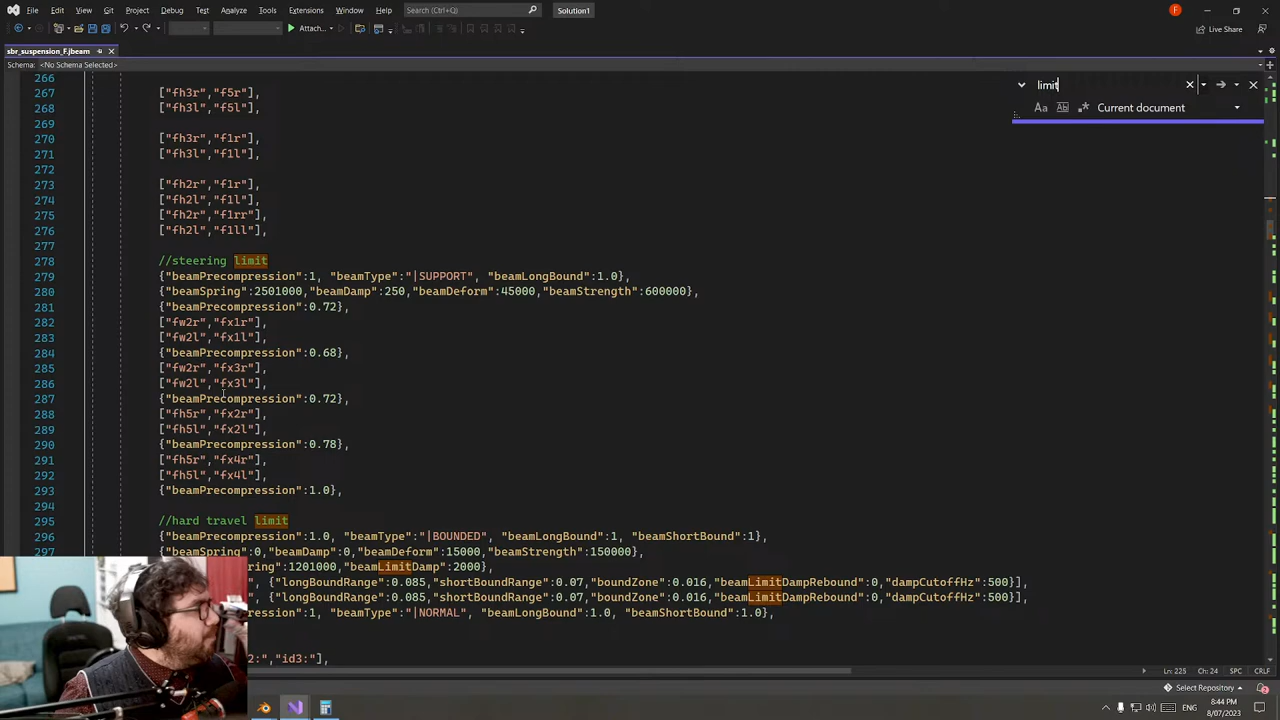 File Edit View Git Project Debug Test Analyze Tools Extensions Window Help Search (Ctrl+Q) Solution1 F
Attach... Live Share
sbr_suspension_F.jbeam
Schema: <No Schema Selected>
limit
Aa Current document
266
267 ["fh3r","f5r"],
268 ["fh3l","f5l"],
269
270 ["fh3r","f1r"],
271 ["fh3l","f1l"],
272
273 ["fh2r","f1r"],
274 ["fh2l","f1l"],
275 ["fh2r","f1rr"],
276 ["fh2l","f1ll"],
277
278 //steering limit
279 {"beamPrecompression":1, "beamType":"|SUPPORT", "beamLongBound":1.0},
280 {"beamSpring":2501000,"beamDamp":250,"beamDeform":45000,"beamStrength":600000},
281 {"beamPrecompression":0.72},
282 ["fw2r","fx1r"],
283 ["fw2l","fx1l"],
284 {"beamPrecompression":0.68},
285 ["fw2r","fx3r"],
286 ["fw2l","fx3l"],
287 {"beamPrecompression":0.72},
288 ["fh5r","fx2r"],
289 ["fh5l","fx2l"],
290 {"beamPrecompression":0.78},
291 ["fh5r","fx4r"],
292 ["fh5l","fx4l"],
293 {"beamPrecompression":1.0},
294
295 //hard travel limit
296 {"beamPrecompression":1.0, "beamType":"|BOUNDED", "beamLongBound":1, "beamShortBound":1},
297 {"beamSpring":0,"beamDamp":0,"beamDeform":15000,"beamStrength":150000},
ring":1201000,"beamLimitDamp":2000},
", {"longBoundRange":0.085,"shortBoundRange":0.07,"boundZone":0.016,"beamLimitDampRebound":0,"dampCutoffHz":500}],
", {"longBoundRange":0.085,"shortBoundRange":0.07,"boundZone":0.016,"beamLimitDampRebound":0,"dampCutoffHz":500}],
pression":1, "beamType":"|NORMAL", "beamLongBound":1.0, "beamShortBound":1.0},
2:","id3:"],
Ln: 225 Ch: 24 SPC CRLF
Select Repository
ENG 8:44 PM
8/07/2023